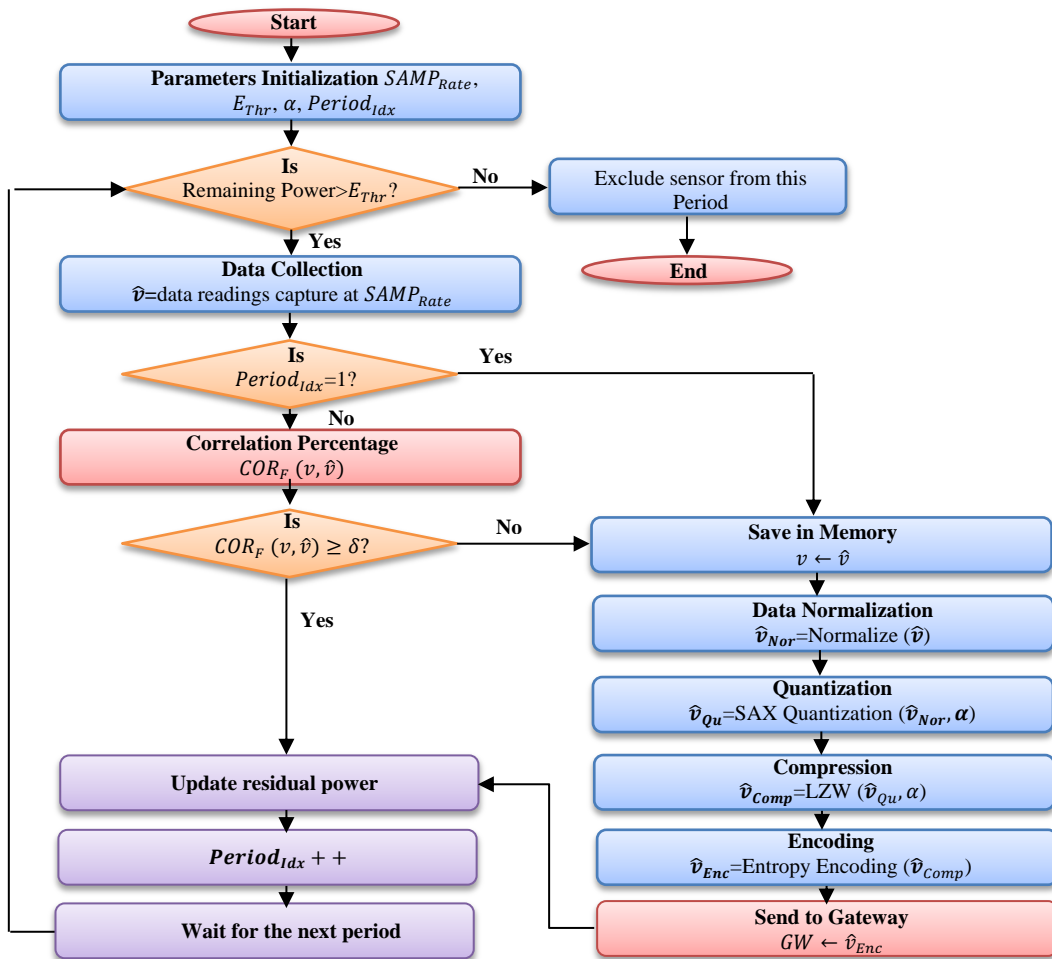 Start
Parameters Initialization SAMP_Rate,
E_Thr, α, Period_Idx
Is
Remaining Power>E_Thr?
No
Exclude sensor from this
Period
End
Yes
Data Collection
v̂=data readings capture at SAMP_Rate
Is
Period_Idx=1?
Yes
No
Correlation Percentage
COR_F (v, v̂)
Is
COR_F (v, v̂) ≥ δ?
No
Yes
Save in Memory
v ← v̂
Data Normalization
v̂_Nor=Normalize (v̂)
Quantization
v̂_Qu=SAX Quantization (v̂_Nor, α)
Compression
v̂_Comp=LZW (v̂_Qu, α)
Encoding
v̂_Enc=Entropy Encoding (v̂_Comp)
Send to Gateway
GW ← v̂_Enc
Update residual power
Period_Idx + +
Wait for the next period